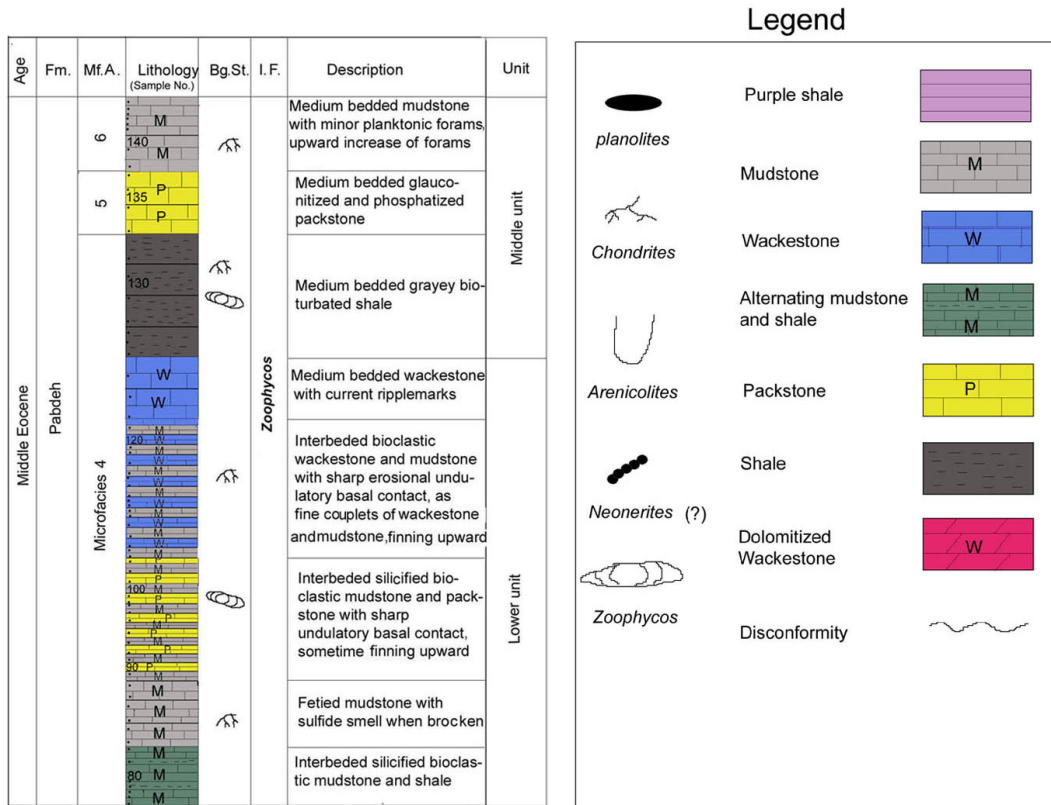 Legend
Age
Fm.
Mf.A.
Lithology
(Sample No.)
Bg.St.
I.F.
Description
Unit
Middle Eocene
Pabdeh
6
5
Microfacies 4
M
140
M
P
135
P
130
W
W
M
120
W
M
W
M
W
M
W
M
W
M
W
M
P
M
P
100
M
P
M
P
M
P
M
P
M
90 P
M
M
M
M
80 M
M
Zoophycos
Medium bedded mudstone
with minor planktonic forams,
upward increase of forams
Medium bedded glauco-
nitized and phosphatized
packstone
Medium bedded grayey bio-
turbated shale
Medium bedded wackestone
with current ripplemarks
Interbeded bioclastic
wackestone and mudstone
with sharp erosional undu-
latory basal contact, as
fine couplets of wackestone
and mudstone, finning upward
Interbeded silicified bio-
clastic mudstone and pack-
stone with sharp
undulatory basal contact,
sometime finning upward
Fetied mudstone with
sulfide smell when brocken
Interbeded silicified bioclas-
tic mudstone and shale
Middle unit
Lower unit
planolites
Chondrites
Arenicolites
Neonerites (?)
Zoophycos
Purple shale
Mudstone
M
Wackestone
W
Alternating mudstone
and shale
M
M
Packstone
P
Shale
Dolomitized
Wackestone
W
Disconformity